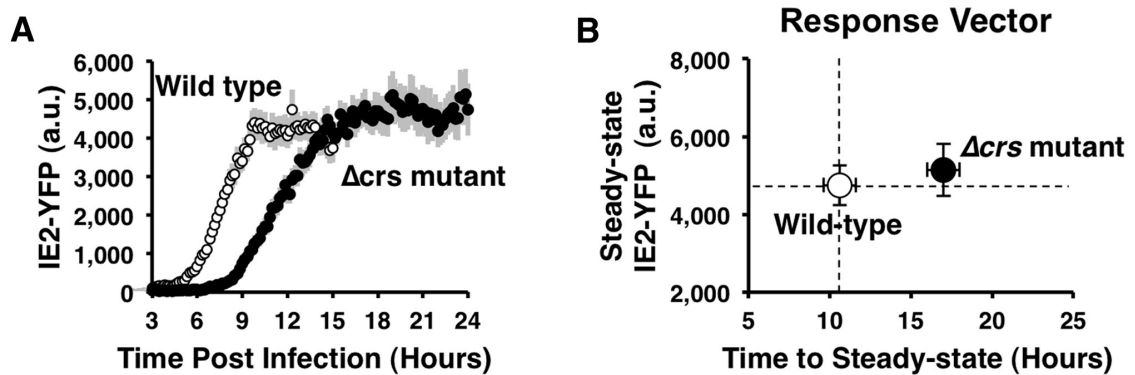 A
IE2-YFP (a.u.)
6,000
5,000
4,000
3,000
2,000
1,000
0
Wild type
Δcrs mutant
3 6 9 12 15 18 21 24
Time Post Infection (Hours)
B
Response Vector
Steady-state
IE2-YFP (a.u.)
8,000
6,000
4,000
2,000
Δcrs mutant
Wild-type
5 10 15 20 25
Time to Steady-state (Hours)